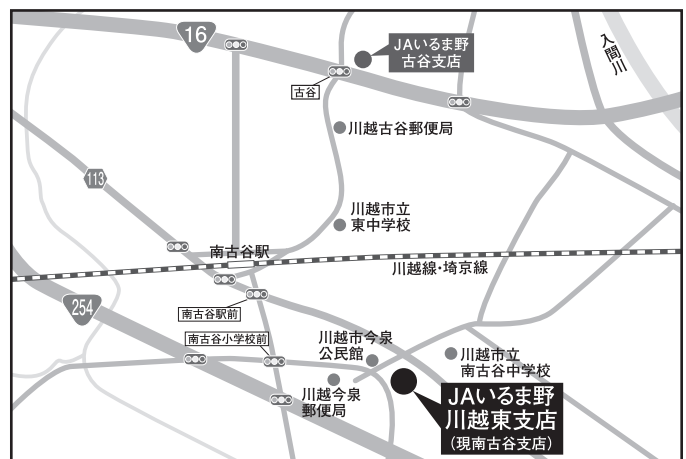 16
JAいるま野
古谷支店
入間川
古谷
川越古谷郵便局
113
川越市立
東中学校
南古谷駅
川越線・埼京線
254
南古谷駅前
南古谷小学校前
川越市今泉
公民館
川越市立
南古谷中学校
川越今泉
郵便局
JAいるま野
川越東支店
（現南古谷支店）